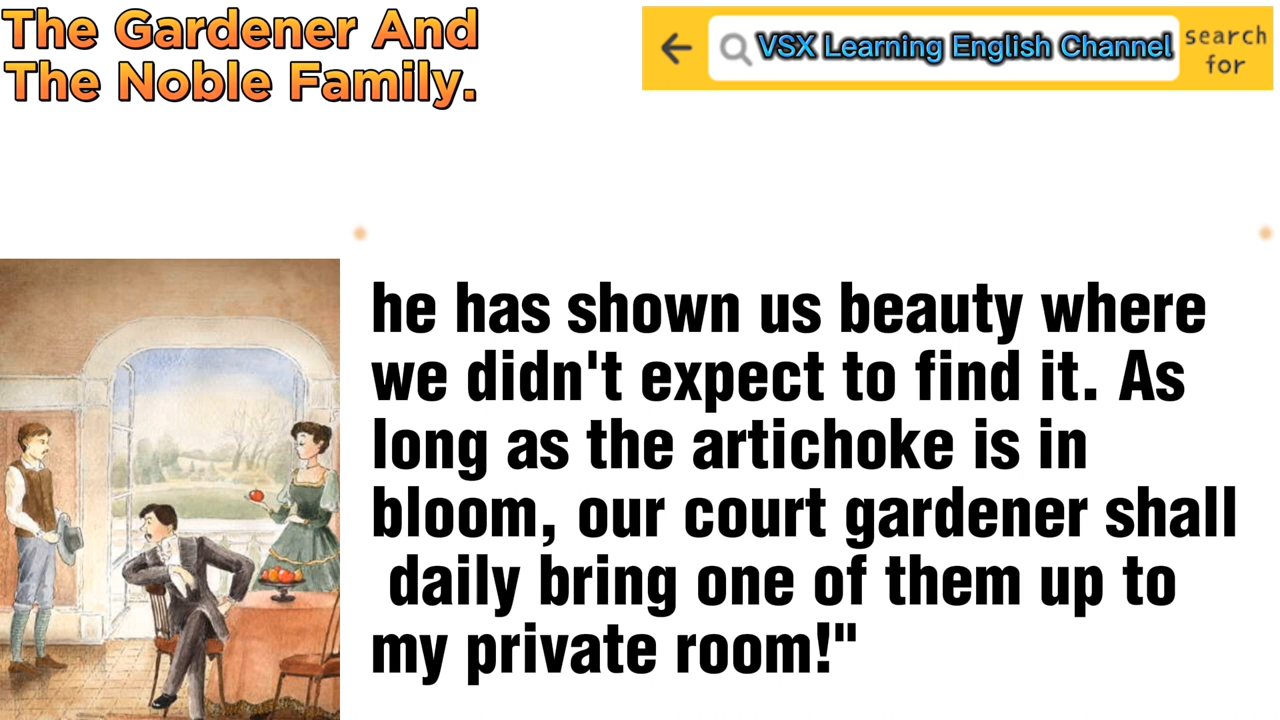 The Gardener And
The Noble Family.
VSX Learning English Channel
search
for
he has shown us beauty where
we didn't expect to find it. As
long as the artichoke is in
bloom, our court gardener shall
daily bring one of them up to
my private room!"